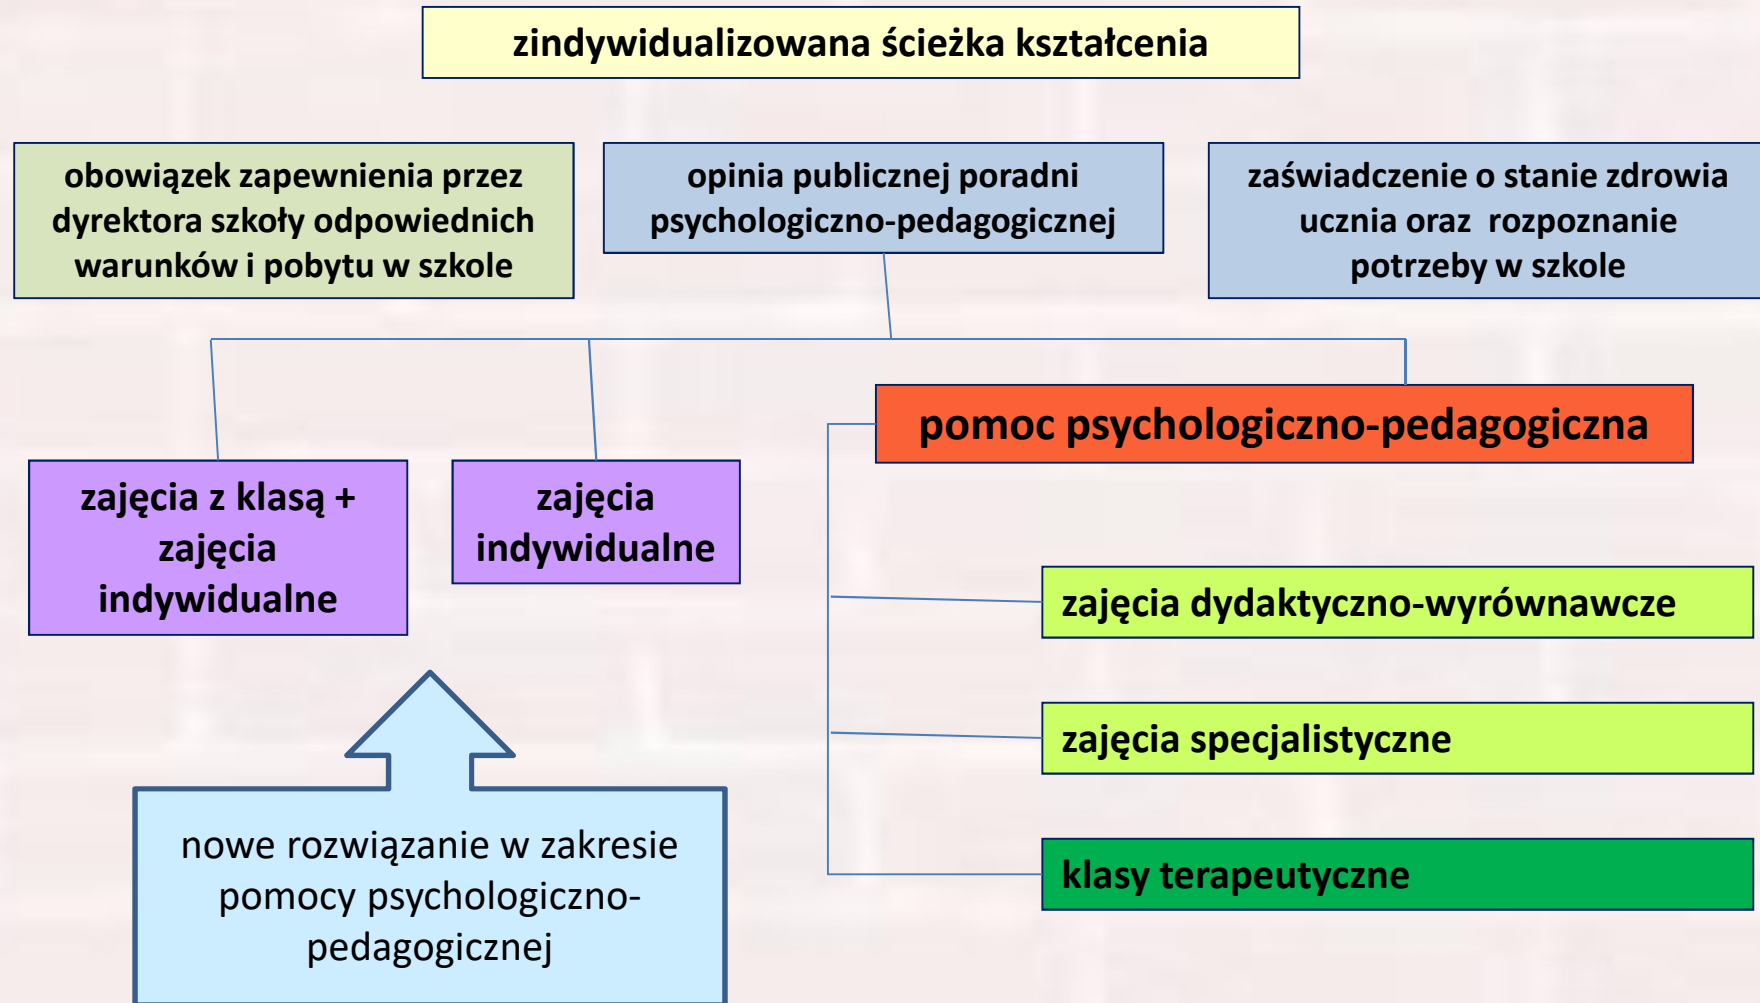 zindywidualizowana ścieżka kształcenia
obowiązek zapewnienia przez
dyrektora szkoły odpowiednich
warunków i pobytu w szkole
opinia publicznej poradni
psychologiczno-pedagogicznej
zaświadczenie o stanie zdrowia
ucznia oraz rozpoznanie
potrzeby w szkole
pomoc psychologiczno-pedagogiczna
zajęcia z klasą +
zajęcia
indywidualne
zajęcia
indywidualne
zajęcia dydaktyczno-wyrównawcze
zajęcia specjalistyczne
klasy terapeutyczne
nowe rozwiązanie w zakresie
pomocy psychologiczno-
pedagogicznej